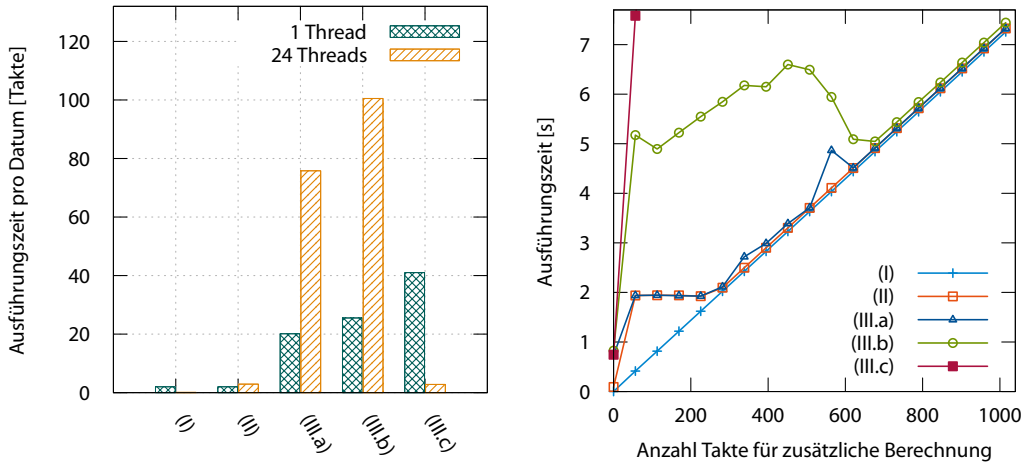 Ausführungszeit pro Datum [Takte]
120
100
80
60
40
20
0
1 Thread
24 Threads
(I)
(II)
(III.a)
(III.b)
(III.c)
Ausführungszeit [s]
7
6
5
4
3
2
1
0
(I)
(II)
(III.a)
(III.b)
(III.c)
0 200 400 600 800 1000
Anzahl Takte für zusätzliche Berechnung